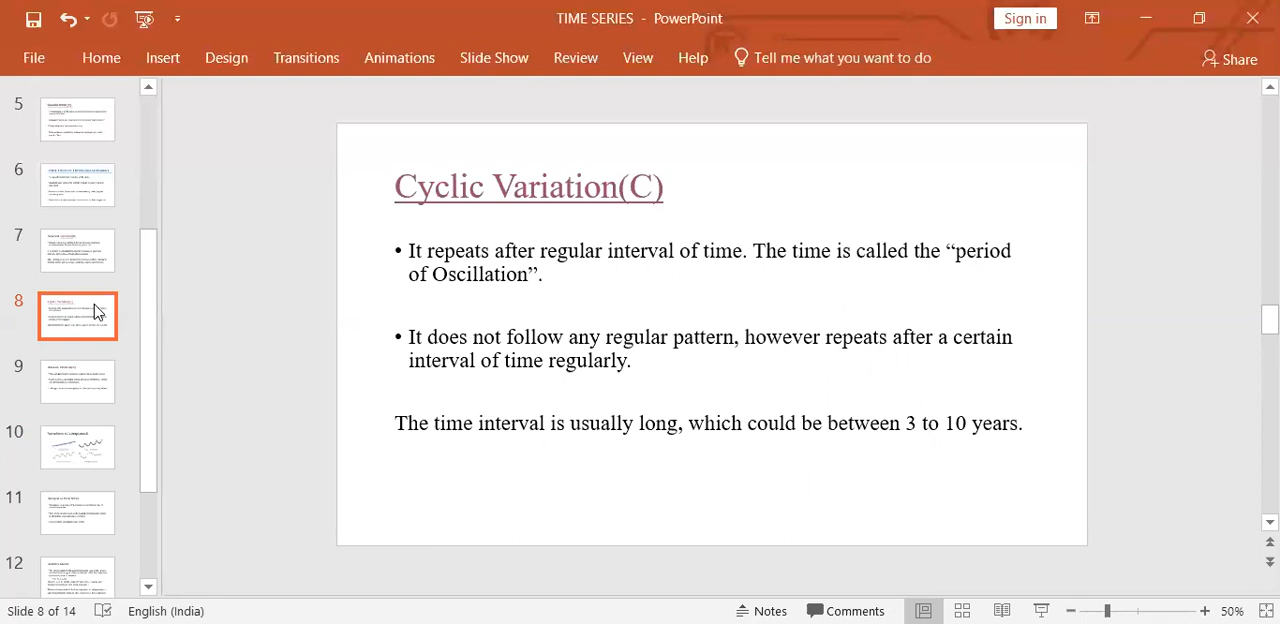 TIME SERIES - PowerPoint
Sign in
File Home Insert Design Transitions Animations Slide Show Review View Help Tell me what you want to do Share
5
6
7
8
9
10
11
12
Cyclic Variation(C)
• It repeats after regular interval of time. The time is called the “period
of Oscillation”.
• It does not follow any regular pattern, however repeats after a certain
interval of time regularly.
The time interval is usually long, which could be between 3 to 10 years.
Slide 8 of 14 English (India) Notes Comments 50%